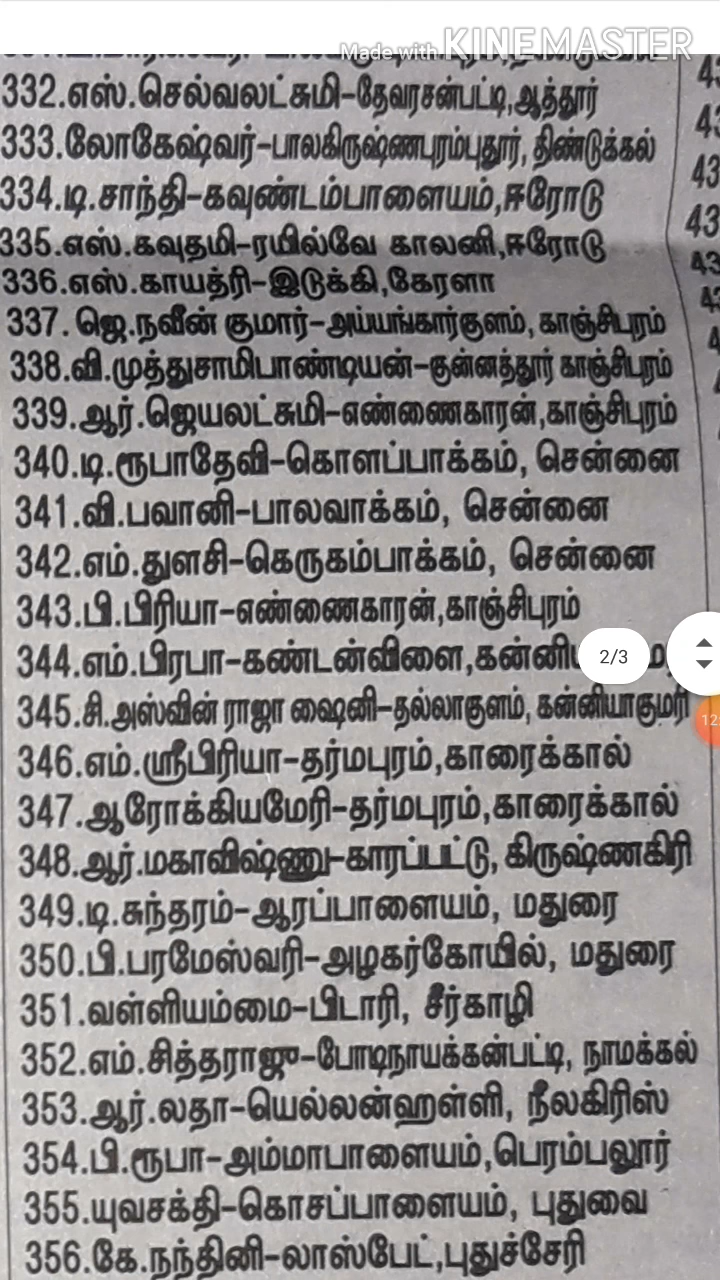 Made with KINEMASTER
332.எஸ்.செல்வலட்சுமி-தேவரசன்பட்டி,ஆத்தூர்
333.லோகேஷ்வர்-பாலகிருஷ்ணபுரம்புதூர், திண்டுக்கல்
334.டி.சாந்தி-கவுண்டம்பாளையம்,ஈரோடு
335.எஸ்.கவுதமி-ரயில்வே காலனி,ஈரோடு
336.எஸ்.காயத்ரி-இடுக்கி,கேரளா
337. ஜெ.நவீன் குமார்-அய்யங்கார்குளம், காஞ்சிபுரம்
338.வி.முத்துசாமிபாண்டியன்-குன்னத்தூர் காஞ்சிபுரம்
339.ஆர்.ஜெயலட்சுமி-எண்ணைகாரன்,காஞ்சிபுரம்
340.டி.ரூபாதேவி-கொளப்பாக்கம், சென்னை
341.வி.பவானி-பாலவாக்கம், சென்னை
342.எம்.துளசி-கெருகம்பாக்கம், சென்னை
343.பி.பிரியா-எண்ணைகாரன்,காஞ்சிபுரம்
344.எம்.பிரபா-கண்டன்விளை,
2/3
345.சி.அஸ்வின் ராஜா ஷைனி-தல்லாகுளம், கன்னியாகுமரி
346.எம்.ஸ்ரீபிரியா-தர்மபுரம்,காரைக்கால்
347.ஆரோக்கியமேரி-தர்மபுரம்,காரைக்கால்
348.ஆர்.மகாவிஷ்ணு-காரப்பட்டு, கிருஷ்ணகிரி
349.டி.சுந்தரம்-ஆரப்பாளையம், மதுரை
350.பி.பரமேஸ்வரி-அழகர்கோயில், மதுரை
351.வள்ளியம்மை-பிடாரி, சீர்காழி
352.எம்.சித்தராஜு-போடிநாயக்கன்பட்டி, நாமக்கல்
353.ஆர்.லதா-யெல்லன்ஹள்ளி, நீலகிரிஸ்
354.பி.ரூபா-அம்மாபாளையம்,பெரம்பலூர்
355.யுவசக்தி-கொசப்பாளையம், புதுவை
356.கே.நந்தினி-லாஸ்பேட்,புதுச்சேரி